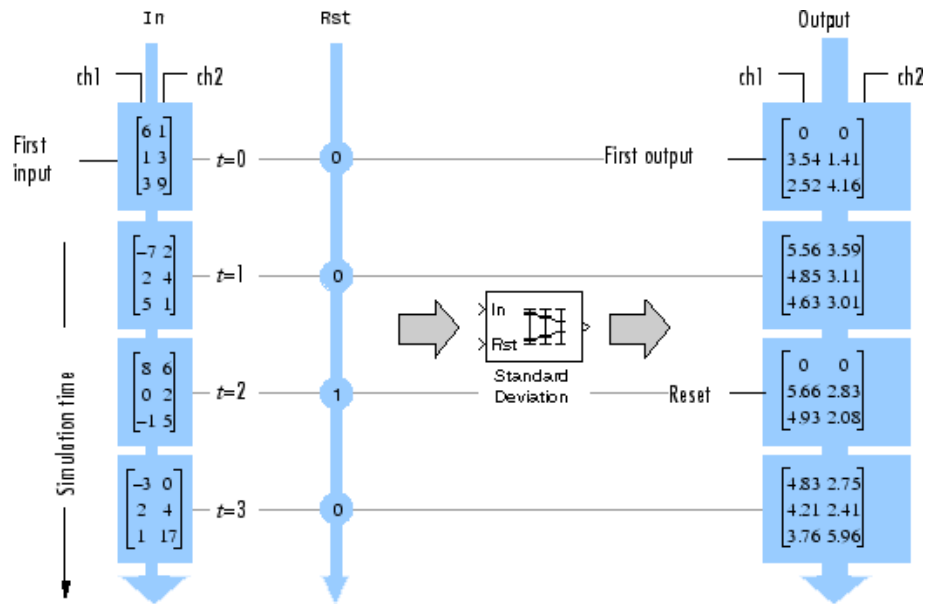 In Rst Output
ch1 ch2 ch1 ch2
First input
6 1
1 3
3 9
t=0
0
First output
0 0
3.54 1.41
2.52 4.16
-7 2
2 4
5 1
t=1
0
5.56 3.59
4.85 3.11
4.63 3.01
In
Rst
Standard
Deviation
Simulation time
8 6
0 2
-1 5
t=2
1
Reset
0 0
5.66 2.83
4.93 2.08
-3 0
2 4
1 17
t=3
0
4.83 2.75
4.21 2.41
3.76 5.96